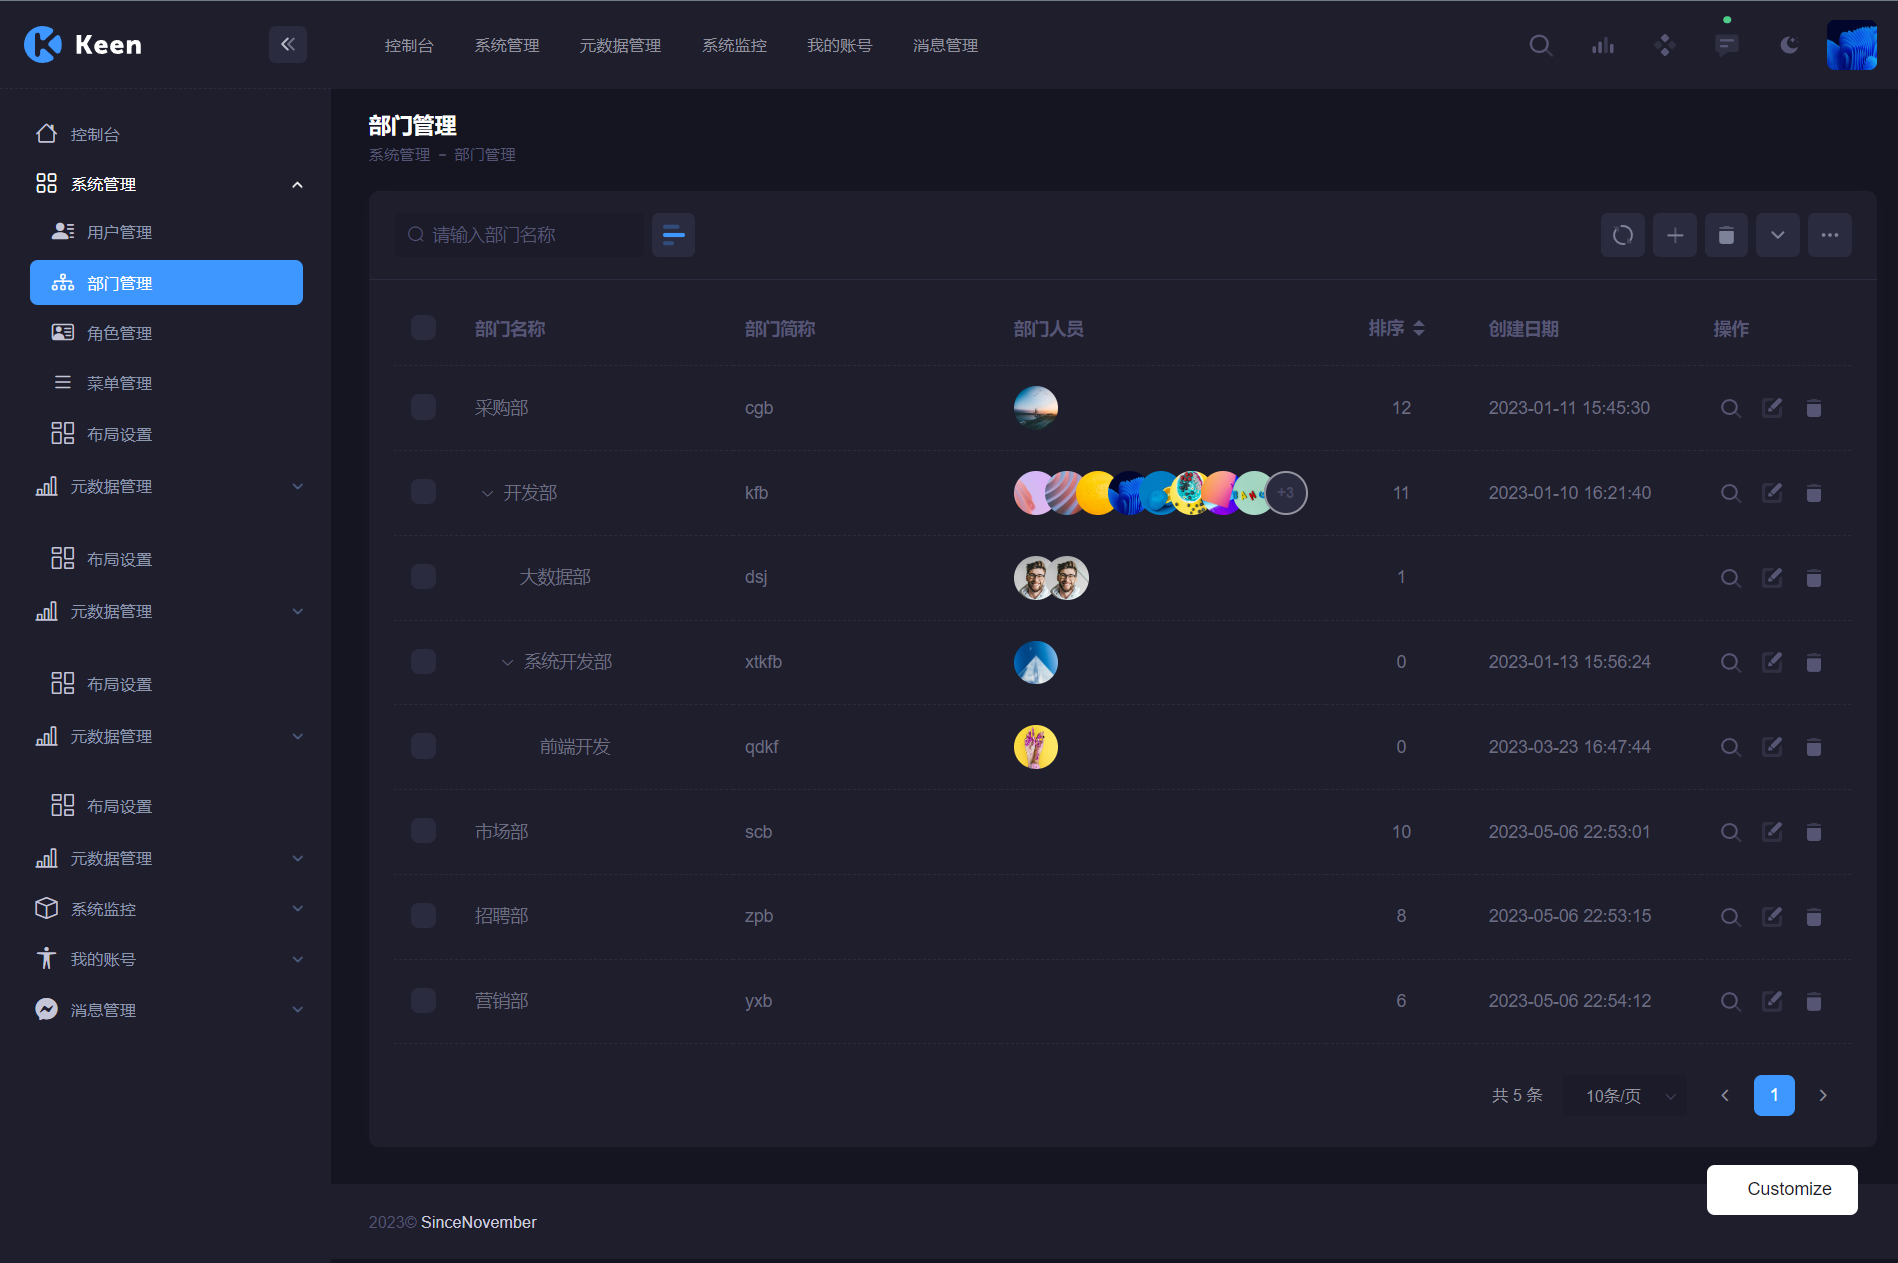 Keen
控制台 系统管理 元数据管理 系统监控 我的账号 消息管理
控制台
系统管理
用户管理
部门管理
角色管理
菜单管理
布局设置
元数据管理
布局设置
元数据管理
布局设置
元数据管理
布局设置
元数据管理
系统监控
我的账号
消息管理
部门管理
系统管理 - 部门管理
请输入部门名称
部门名称 部门简称 部门人员 排序 创建日期 操作
采购部 cgb 12 2023-01-11 15:45:30
开发部 kfb +3 11 2023-01-10 16:21:40
大数据部 dsj 1
系统开发部 xtkfb 0 2023-01-13 15:56:24
前端开发 qdkf 0 2023-03-23 16:47:44
市场部 scb 10 2023-05-06 22:53:01
招聘部 zpb 8 2023-05-06 22:53:15
营销部 yxb 6 2023-05-06 22:54:12
共 5 条 10条/页 1
Customize
2023© SinceNovember